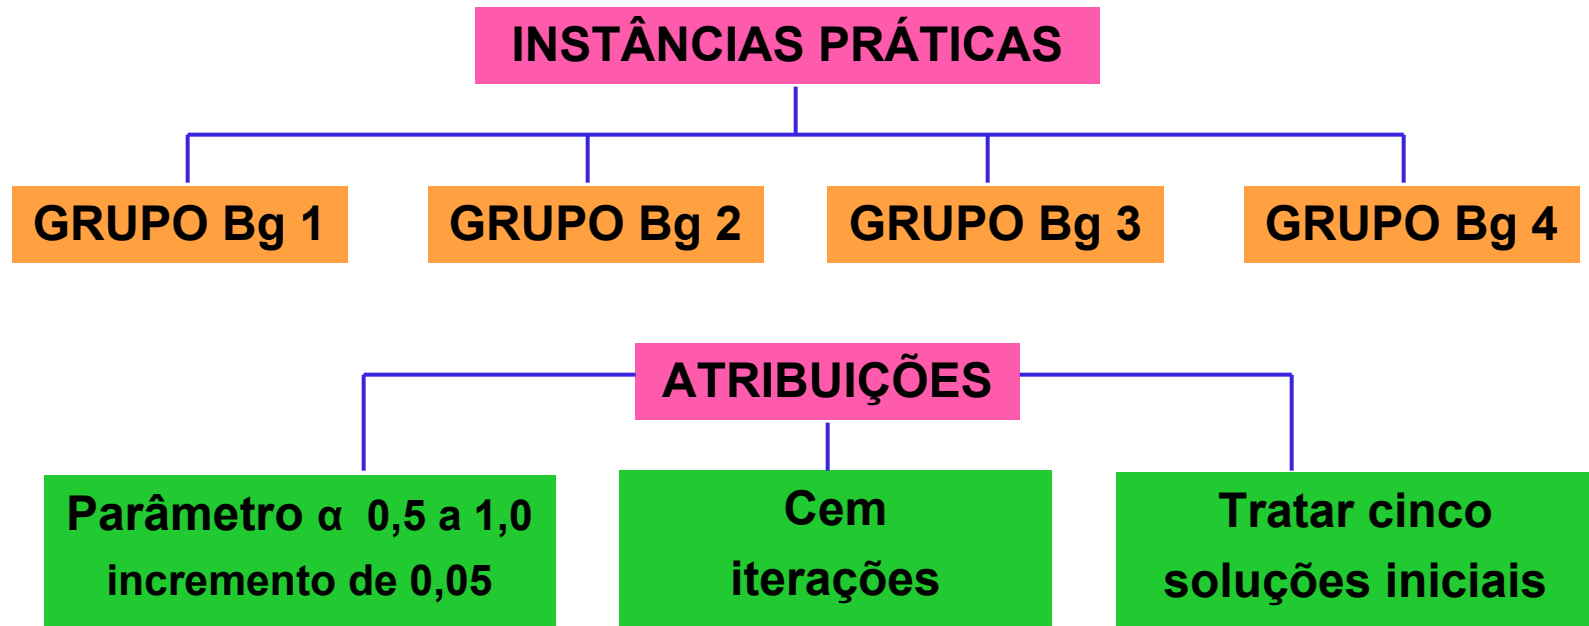 INSTÂNCIAS PRÁTICAS
GRUPO Bg 1
GRUPO Bg 2
GRUPO Bg 3
GRUPO Bg 4
ATRIBUIÇÕES
Parâmetro α 0,5 a 1,0
incremento de 0,05
Cem
iterações
Tratar cinco
soluções iniciais